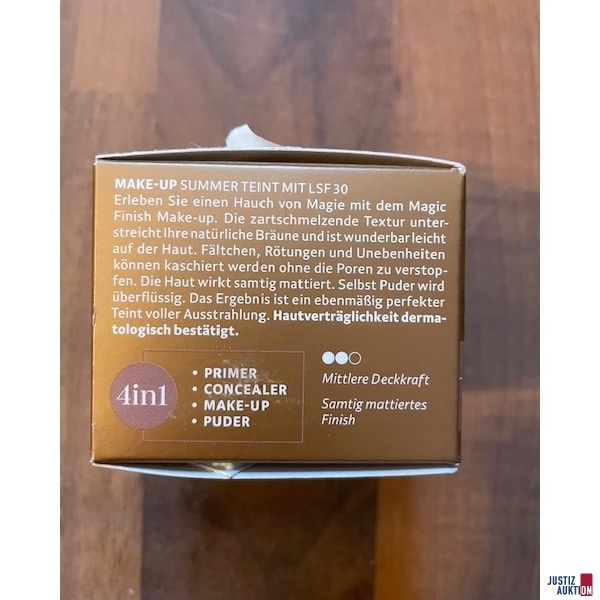 MAKE-UP SUMMER TEINT MIT LSF 30
Erleben Sie einen Hauch von Magie mit dem Magic
Finish Make-up. Die zartschmelzende Textur unter-
streicht Ihre natürliche Bräune und ist wunderbar leicht
auf der Haut. Fältchen, Rötungen und Unebenheiten
können kaschiert werden ohne die Poren zu verstop-
fen. Die Haut wirkt samtig mattiert. Selbst Puder wird
überflüssig. Das Ergebnis ist ein ebenmäßig perfekter
Teint voller Ausstrahlung. Hautverträglichkeit derma-
tologisch bestätigt.
4in1
• PRIMER
• CONCEALER
• MAKE-UP
• PUDER
Mittlere Deckkraft
Samtig mattiertes
Finish
JUSTIZ
AUKTION